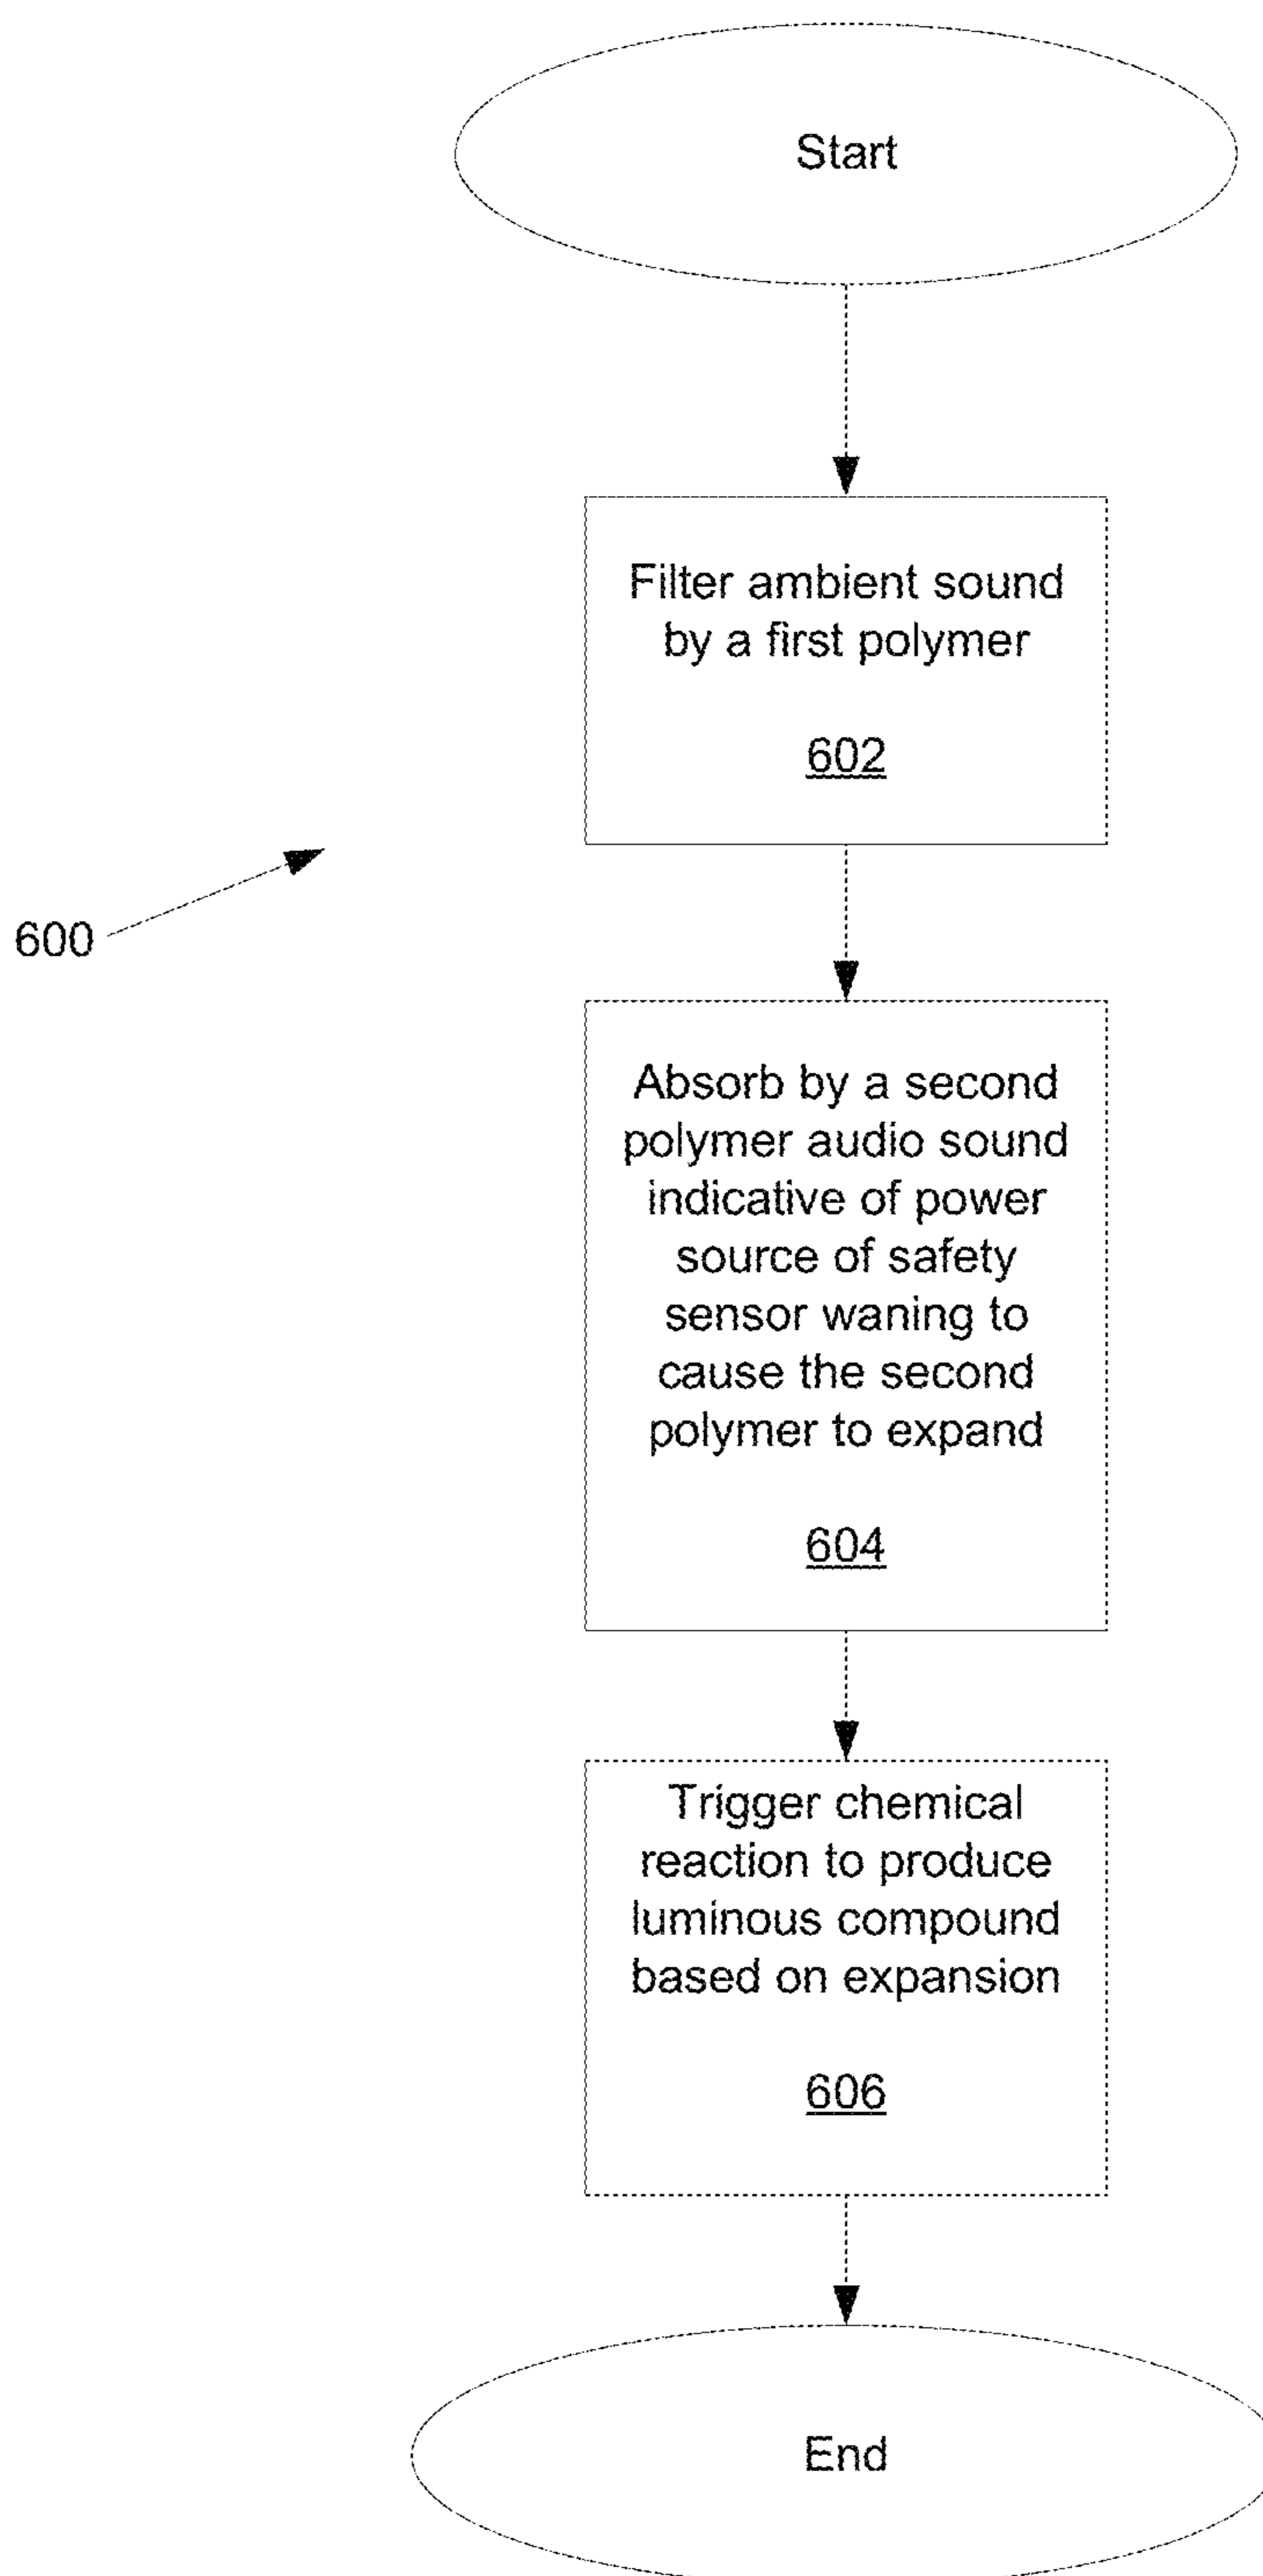 Start
Filter ambient sound
by a first polymer
602
600
Absorb by a second
polymer audio sound
indicative of power
source of safety
sensor waning to
cause the second
polymer to expand
604
Trigger chemical
reaction to produce
luminous compound
based on expansion
606
End